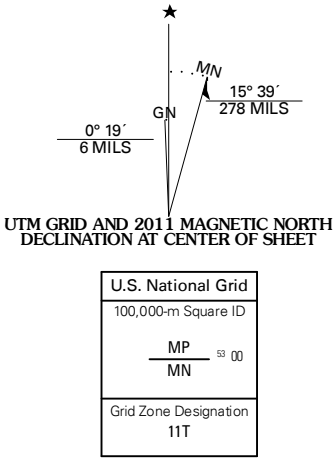 ★
MN
GN
15° 39´
278 MILS
0° 19´
6 MILS
UTM GRID AND 2011 MAGNETIC NORTH
DECLINATION AT CENTER OF SHEET
U.S. National Grid
100,000-m Square ID
MP
53 00
MN
Grid Zone Designation
11T